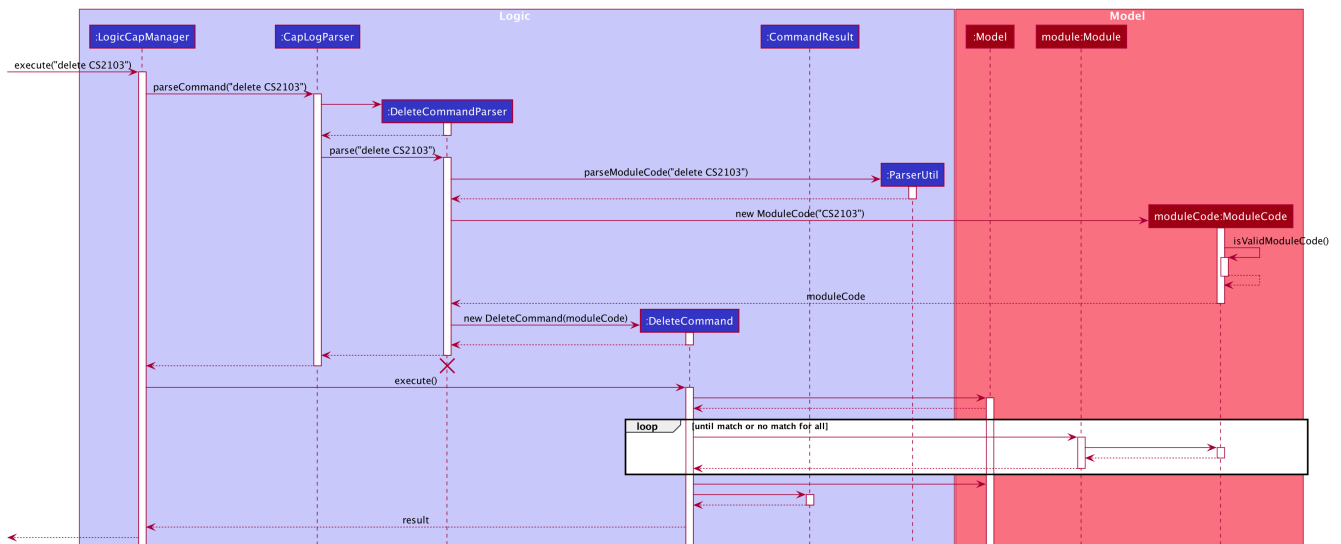 Logic
Model
:LogicCapManager
:CapLogParser
:CommandResult
:Model
module:Module
execute("delete CS2103")
parseCommand("delete CS2103")
:DeleteCommandParser
parse("delete CS2103")
parseModuleCode("delete CS2103")
:ParserUtil
new ModuleCode("CS2103")
moduleCode:ModuleCode
isValidModuleCode()
moduleCode
new DeleteCommand(moduleCode)
:DeleteCommand
execute()
loop
[until match or no match for all]
result